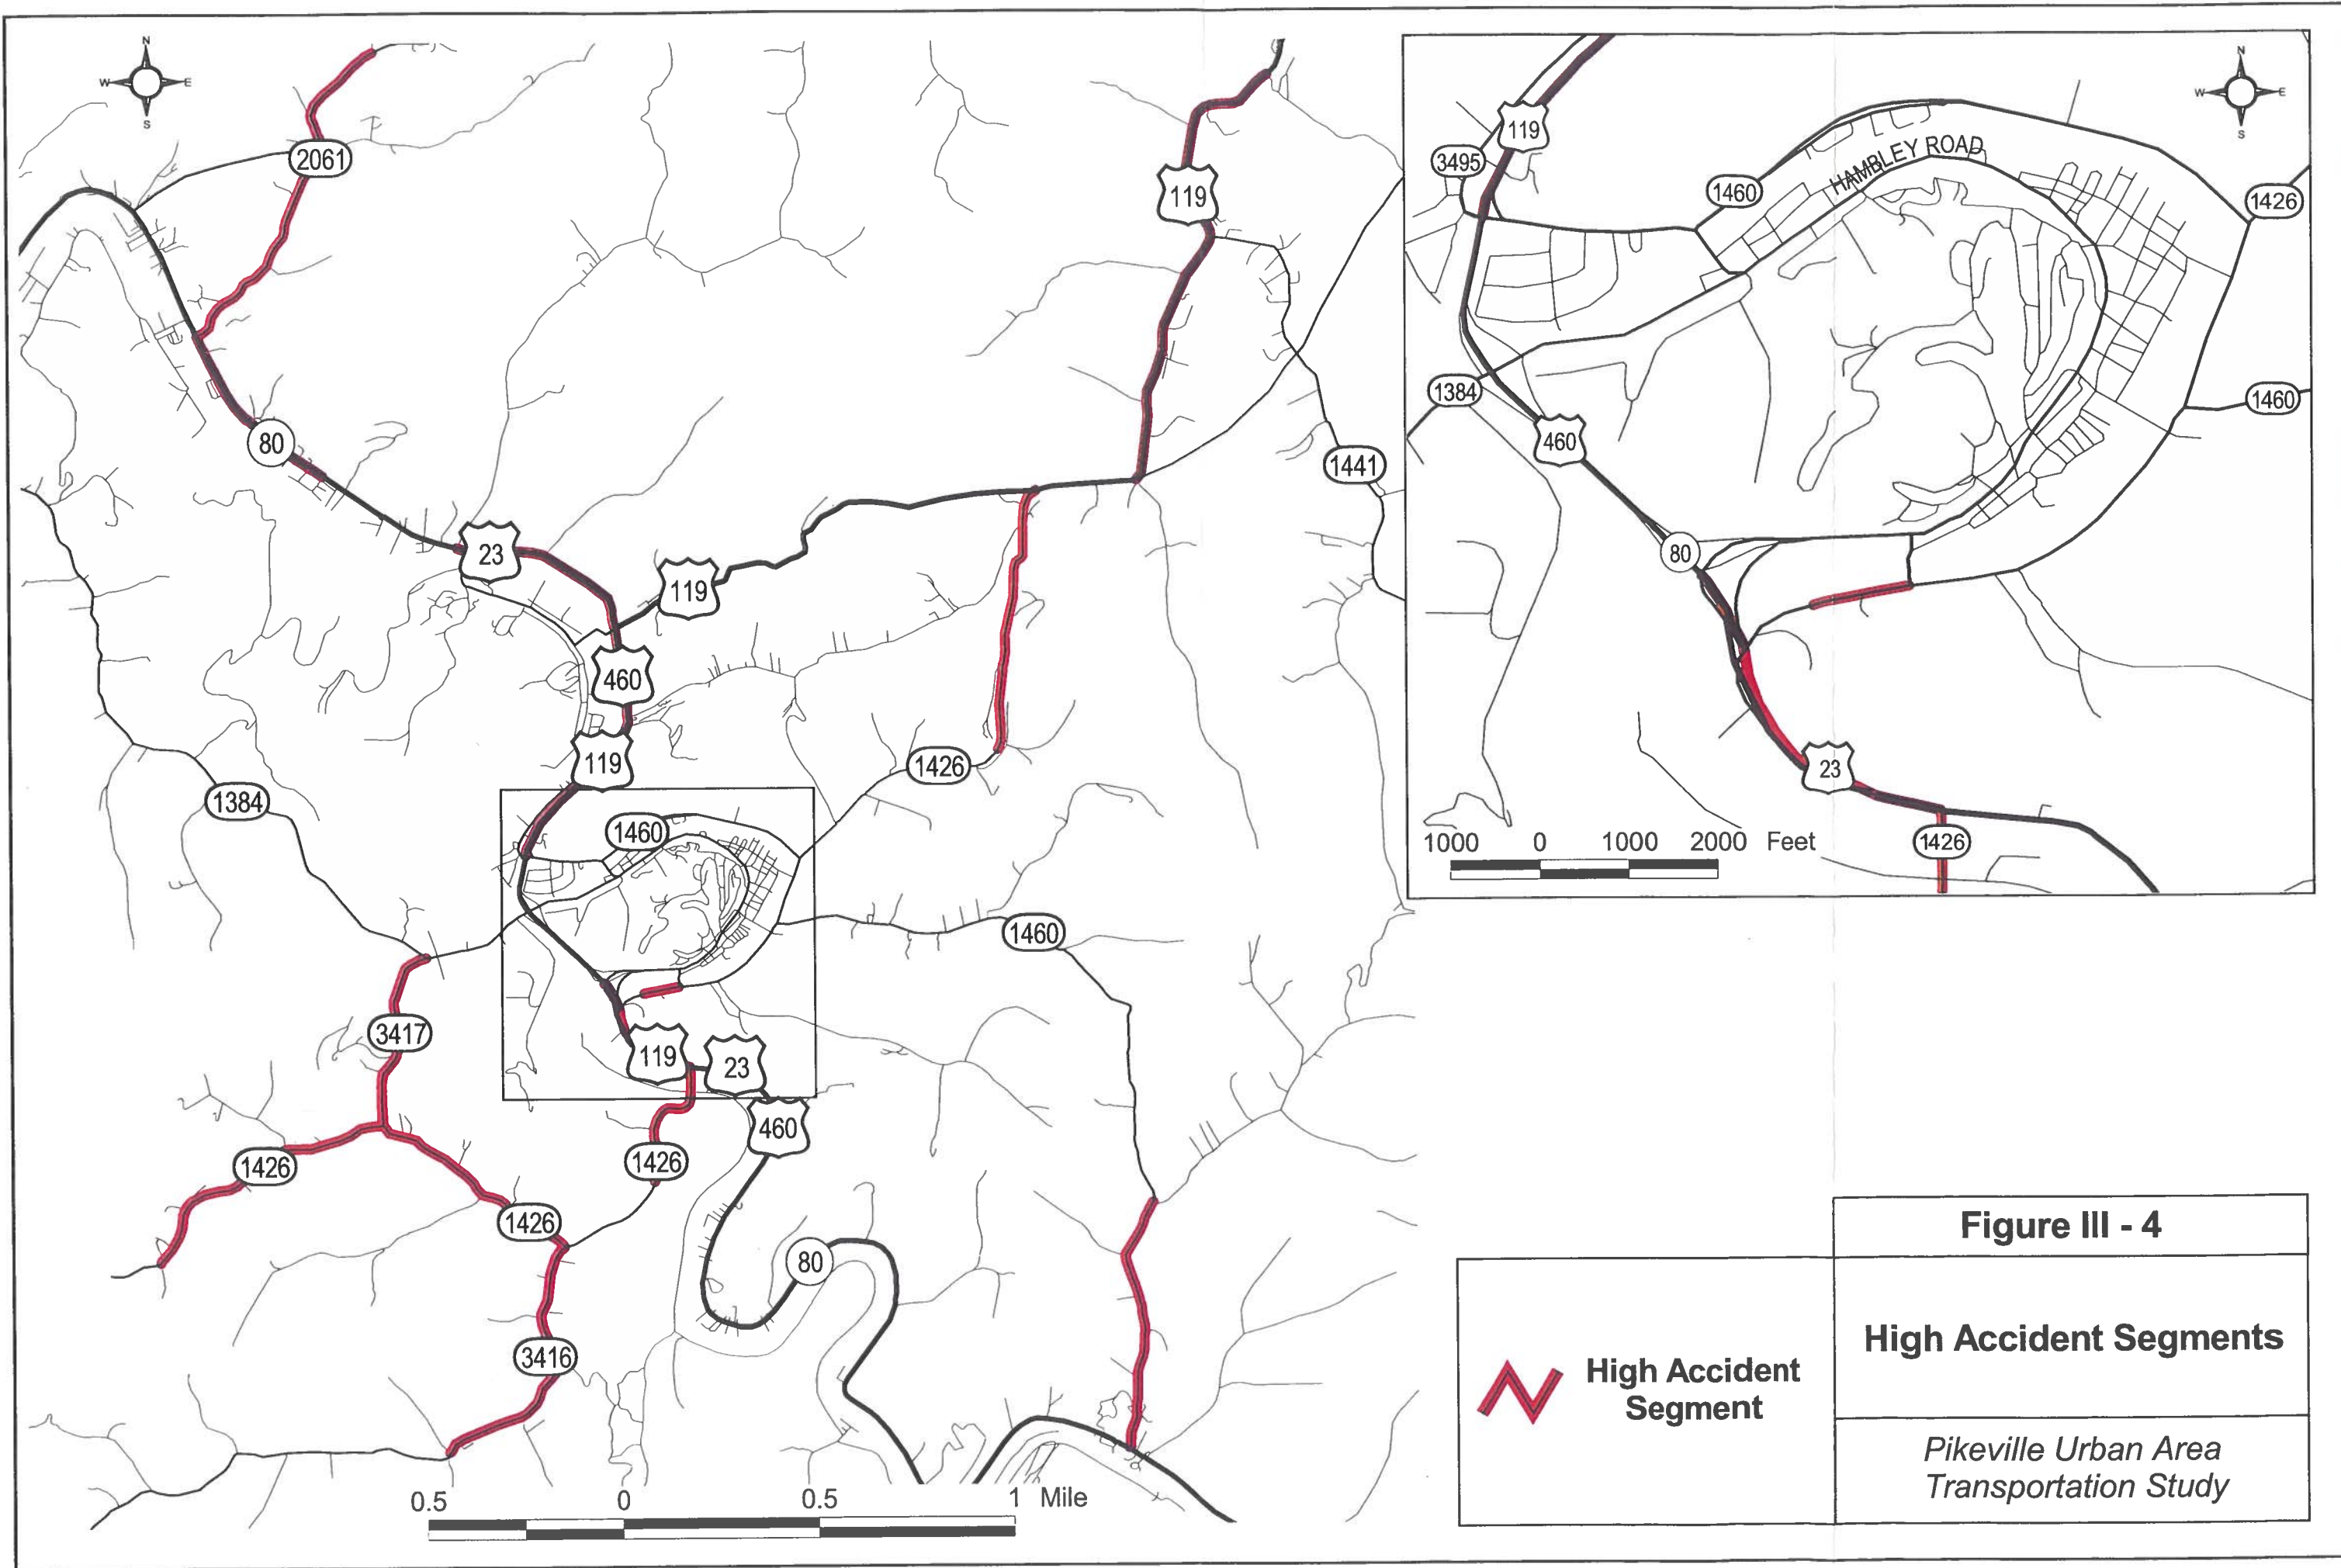 N
W E
S
2061
119
80
23
119
1441
460
119
1426
1384
1460
1460
3417
119
23
460
1426
1426
1426
80
3416
0.5 0 0.5 1 Mile
N
W E
S
119
3495
HAMBLEY ROAD
1460
1426
1384
1460
460
80
23
1426
1000 0 1000 2000 Feet
Figure III - 4
High Accident
Segment
High Accident Segments
Pikeville Urban Area
Transportation Study